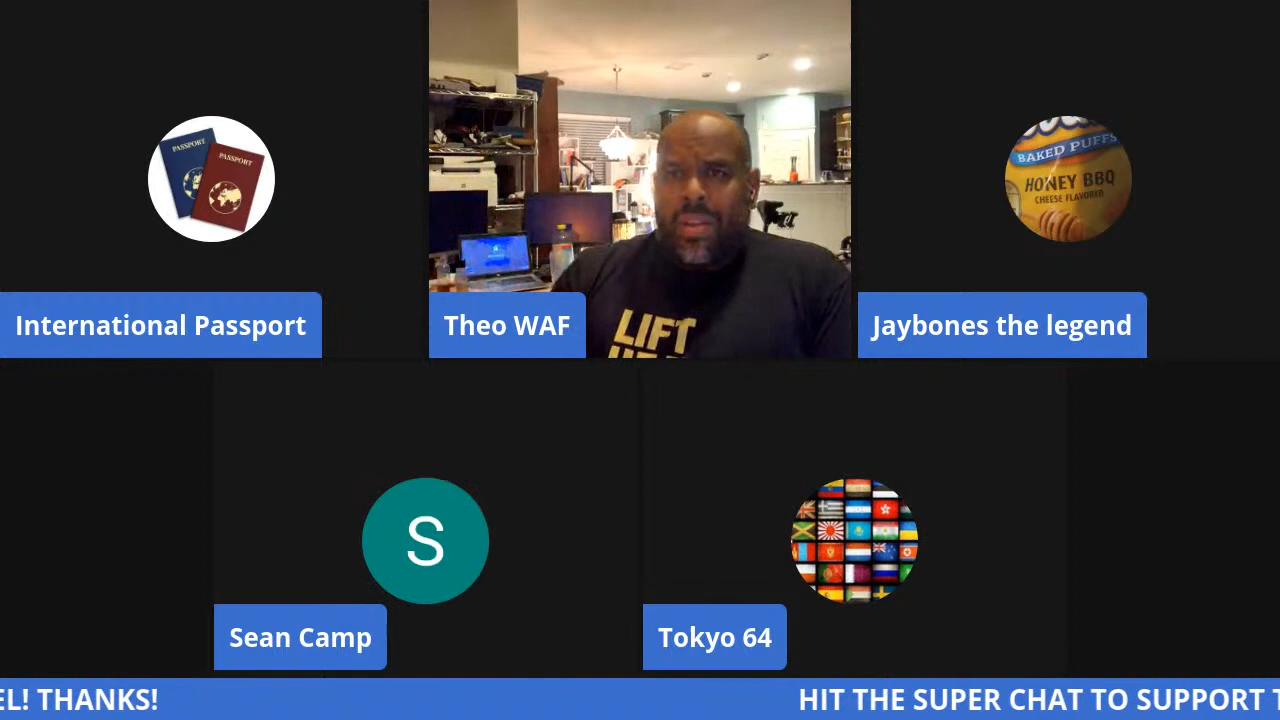 PASSPORT
PASSPORT
BAKED PUFFS
HONEY BBQ
CHEESE FLAVORED
LIFT
International Passport
Theo WAF
Jaybones the legend
S
Sean Camp
Tokyo 64
EL! THANKS!
HIT THE SUPER CHAT TO SUPPORT T